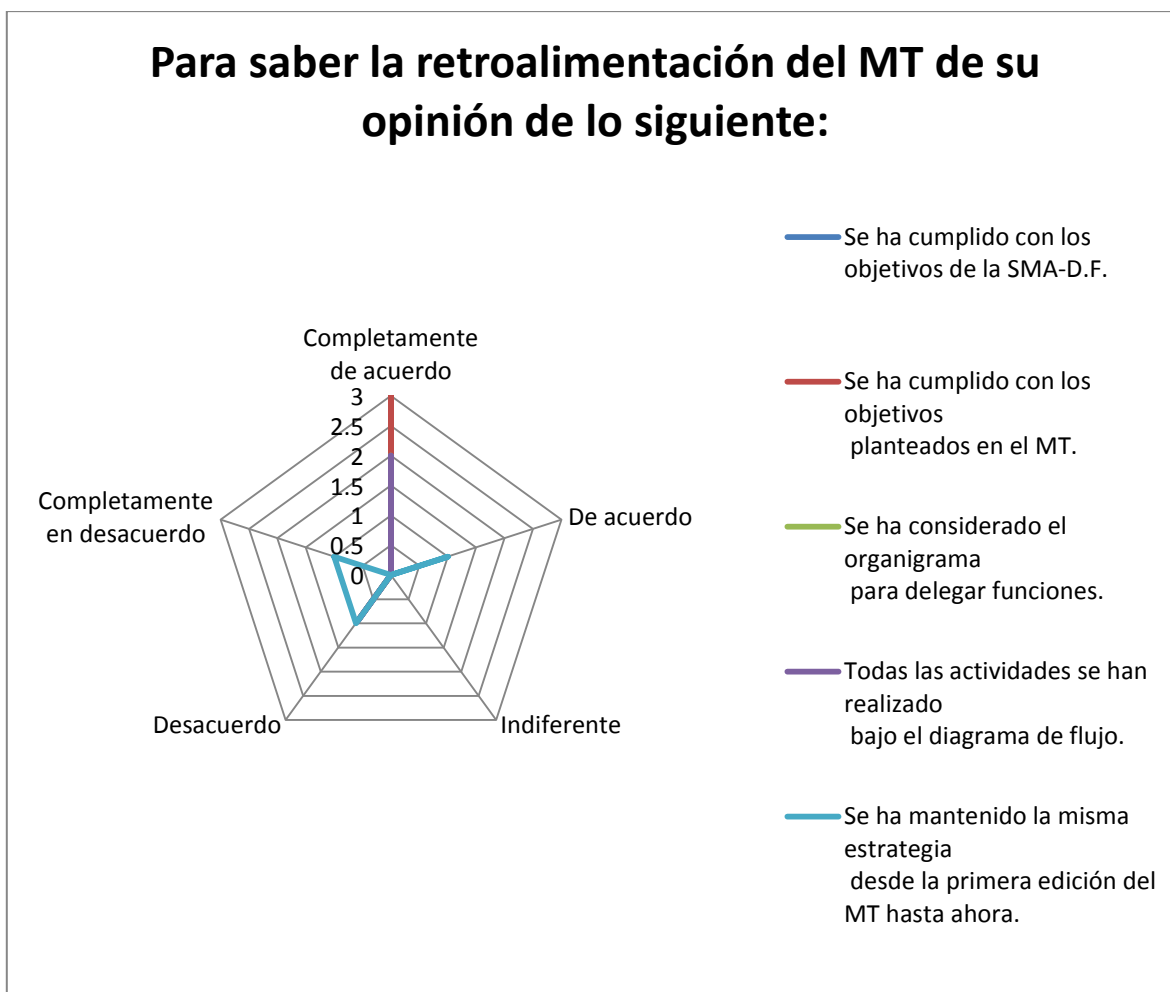 Para saber la retroalimentación del MT de su
opinión de lo siguiente:
Se ha cumplido con los
objetivos de la SMA-D.F.
Se ha cumplido con los
objetivos
planteados en el MT.
Se ha considerado el
organigrama
para delegar funciones.
Todas las actividades se han
realizado
bajo el diagrama de flujo.
Se ha mantenido la misma
estrategia
desde la primera edición del
MT hasta ahora.
Completamente
de acuerdo
3
2.5
2
1.5
1
0.5
0
De acuerdo
Indiferente
Desacuerdo
Completamente
en desacuerdo